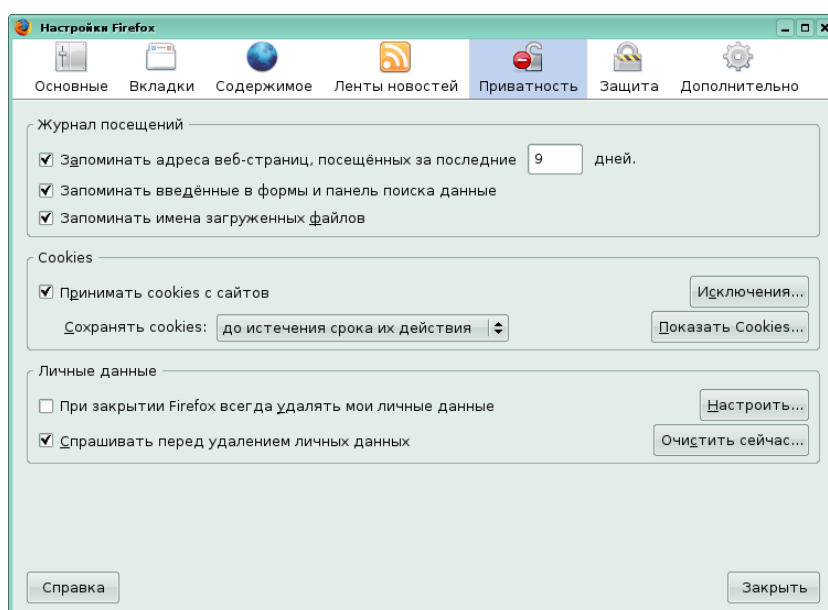 Настройки Firefox
Основные Вкладки Содержимое Ленты новостей Приватность Защита Дополнительно
Журнал посещений
Запоминать адреса веб-страниц, посещённых за последние 9 дней.
Запоминать введённые в формы и панель поиска данные
Запоминать имена загруженных файлов
Cookies
Принимать cookies с сайтов Исключения...
Сохранять cookies: до истечения срока их действия Показать Cookies...
Личные данные
При закрытии Firefox всегда удалять мои личные данные Настроить...
Спрашивать перед удалением личных данных Очистить сейчас...
Справка Закрыть